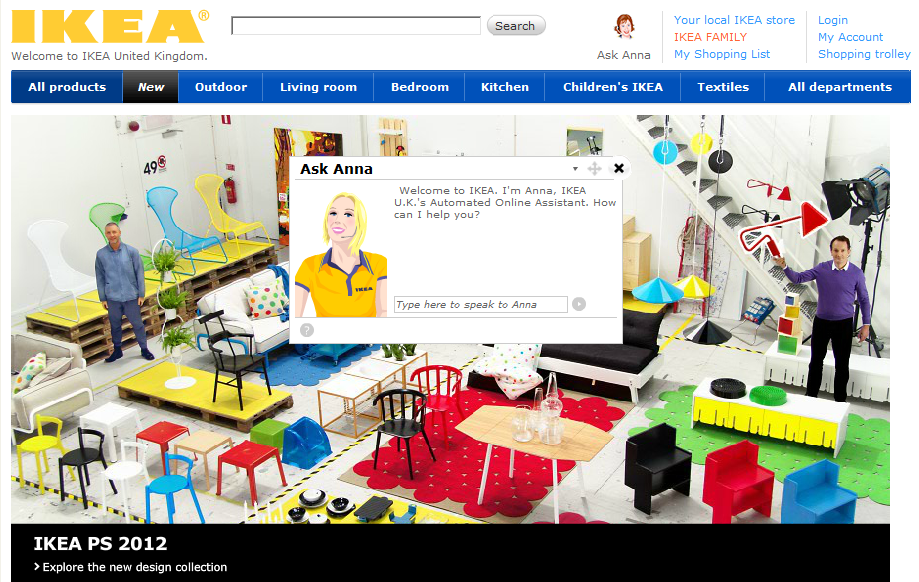 IKEA®
Search
Welcome to IKEA United Kingdom.
Ask Anna
Your local IKEA store
IKEA FAMILY
My Shopping List
Login
My Account
Shopping trolley
All products
New
Outdoor
Living room
Bedroom
Kitchen
Children's IKEA
Textiles
All departments
49
Ask Anna
Welcome to IKEA. I'm Anna, IKEA
U.K.'s Automated Online Assistant. How
can I help you?
IKEA
Type here to speak to Anna
?
IKEA PS 2012
Explore the new design collection